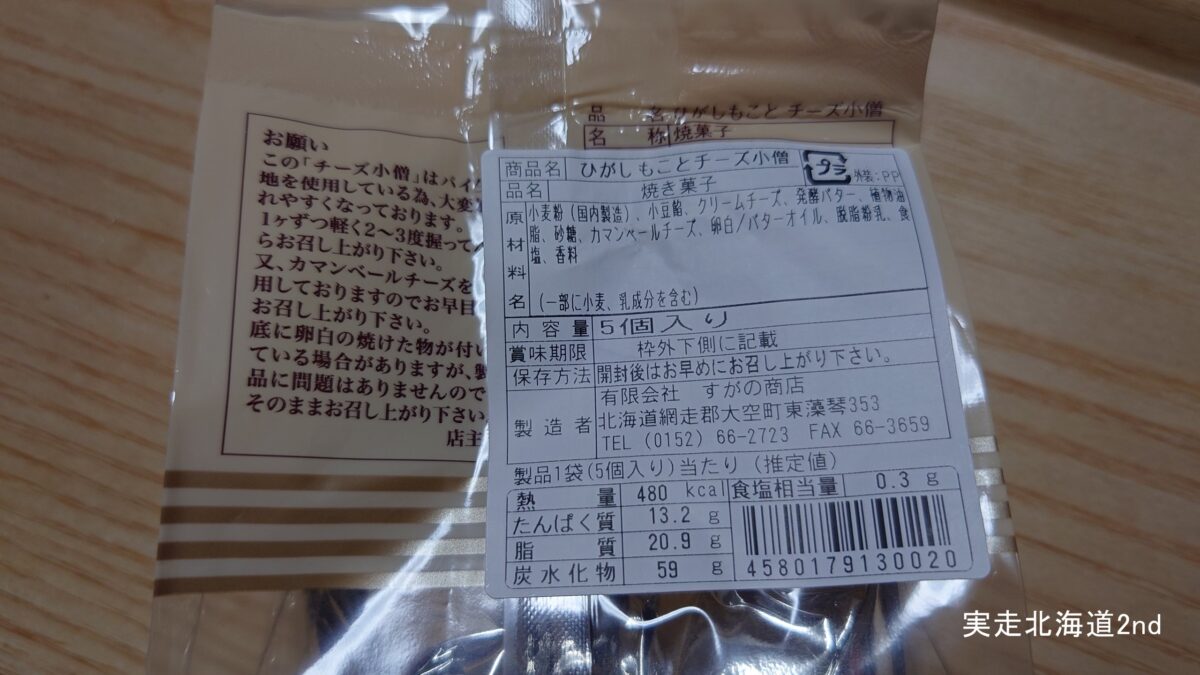 お願い
この「チーズ小僧」はパイ
地を使用している為、大変
れやすくなっております。
1ヶずつ軽く2～3度握って
らお召し上がり下さい。
又、カマンベールチーズを
用しておりますのでお早目
お召し上がり下さい。
底に卵白の焼けた物が付い
ている場合がありますが、製
品に問題はありませんので
そのままお召し上がり下さい
店主
品 名 ひがしもこと チーズ小僧
名 称 焼菓子
商品名 ひがしもことチーズ小僧
プラ 外装:PP
品名 焼き菓子
原材料名 小麦粉（国内製造）、小豆餡、クリームチーズ、発酵バター、植物油
脂、砂糖、カマンベールチーズ、卵白/バターオイル、脱脂粉乳、食
塩、香料
(一部に小麦、乳成分を含む)
内容量 5個入り
賞味期限 枠外下側に記載
保存方法 開封後はお早めにお召し上がり下さい。
製造者 有限会社 すがの商店
北海道網走郡大空町東藻琴353
TEL (0152) 66-2723 FAX 66-3659
製品1袋(5個入り)当たり（推定値）
熱量 480 kcal 食塩相当量 0.3 g
たんぱく質 13.2 g
脂質 20.9 g
炭水化物 59 g
4580179130020
実走北海道2nd